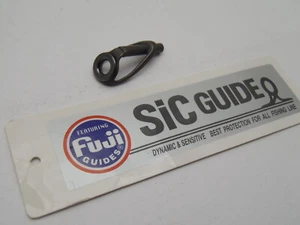 FEATURING
Fuji
GUIDES
SiC GUIDE
DYNAMIC & SENSITIVE BEST PROTECTION FOR ALL FISHING LINE